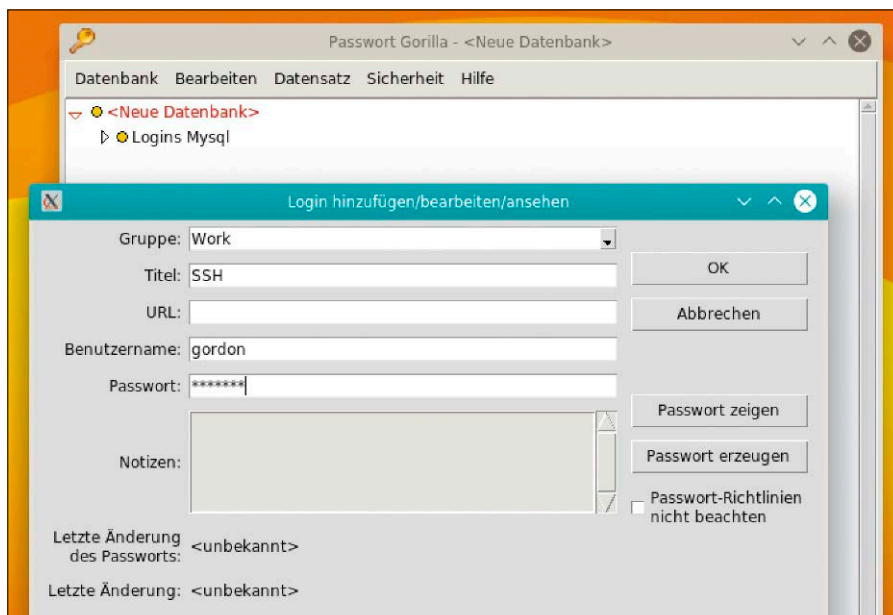 Passwort Gorilla - <Neue Datenbank>
Datenbank Bearbeiten Datensatz Sicherheit Hilfe
<Neue Datenbank>
Logins Mysql
Login hinzufügen/bearbeiten/ansehen
Gruppe: Work
OK
Titel: SSH
URL:
Abbrechen
Benutzername: gordon
Passwort: *******
Passwort zeigen
Notizen:
Passwort erzeugen
Passwort-Richtlinien
nicht beachten
Letzte Änderung
des Passworts: <unbekannt>
Letzte Änderung: <unbekannt>